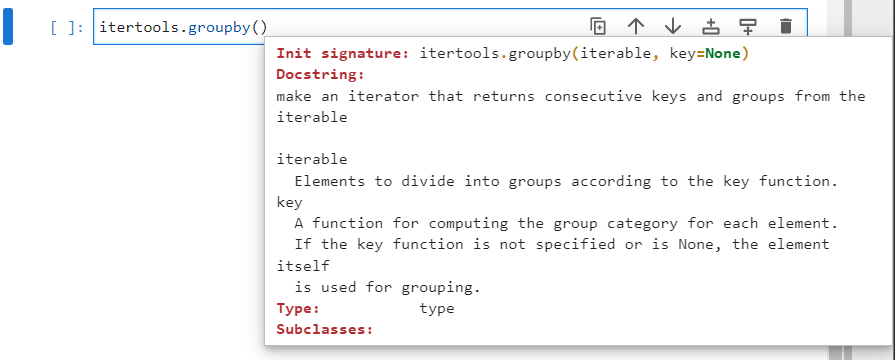 [ ]: itertools.groupby()
Init signature: itertools.groupby(iterable, key=None)
Docstring:
make an iterator that returns consecutive keys and groups from the
iterable
iterable
Elements to divide into groups according to the key function.
key
A function for computing the group category for each element.
If the key function is not specified or is None, the element
itself
is used for grouping.
Type: type
Subclasses: